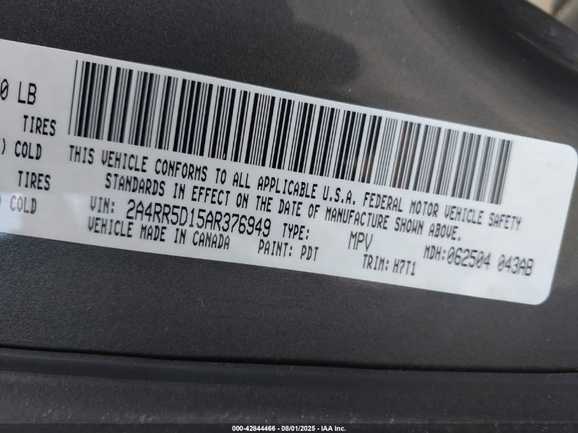 0 LB
TIRES
) COLD
TIRES
COLD
THIS VEHICLE CONFORMS TO ALL APPLICABLE U.S.A. FEDERAL MOTOR VEHICLE SAFETY
STANDARDS IN EFFECT ON THE DATE OF MANUFACTURE SHOWN ABOVE.
VIN: 2A4RR5D15AR376949 TYPE: MPV MDH:062504 043AB
VEHICLE MADE IN CANADA PAINT: PDT TRIM: H7T1
000-42844466 - 08/01/2025 - IAA Inc.